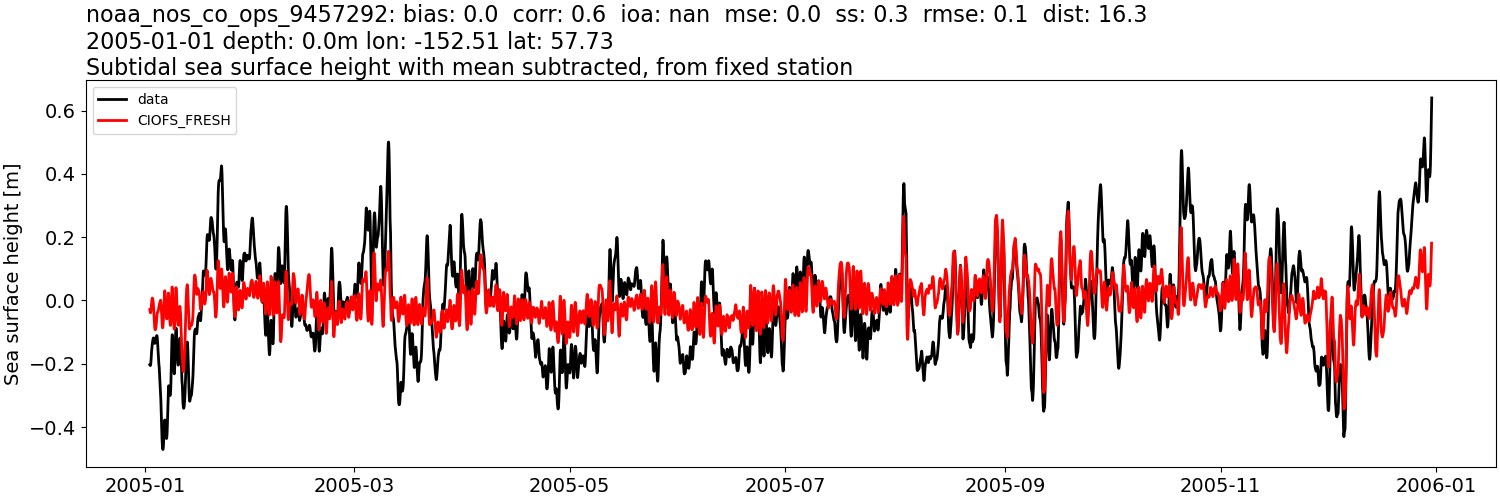 noaa_nos_co_ops_9457292: bias: 0.0  corr: 0.6  ioa: nan  mse: 0.0  ss: 0.3  rmse: 0.1  dist: 16.3
2005-01-01 depth: 0.0m lon: -152.51 lat: 57.73
Subtidal sea surface height with mean subtracted, from fixed station
data
CIOFS_FRESH
Sea surface height [m]
0.6
0.4
0.2
0.0
−0.2
−0.4
2005-01
2005-03
2005-05
2005-07
2005-09
2005-11
2006-01